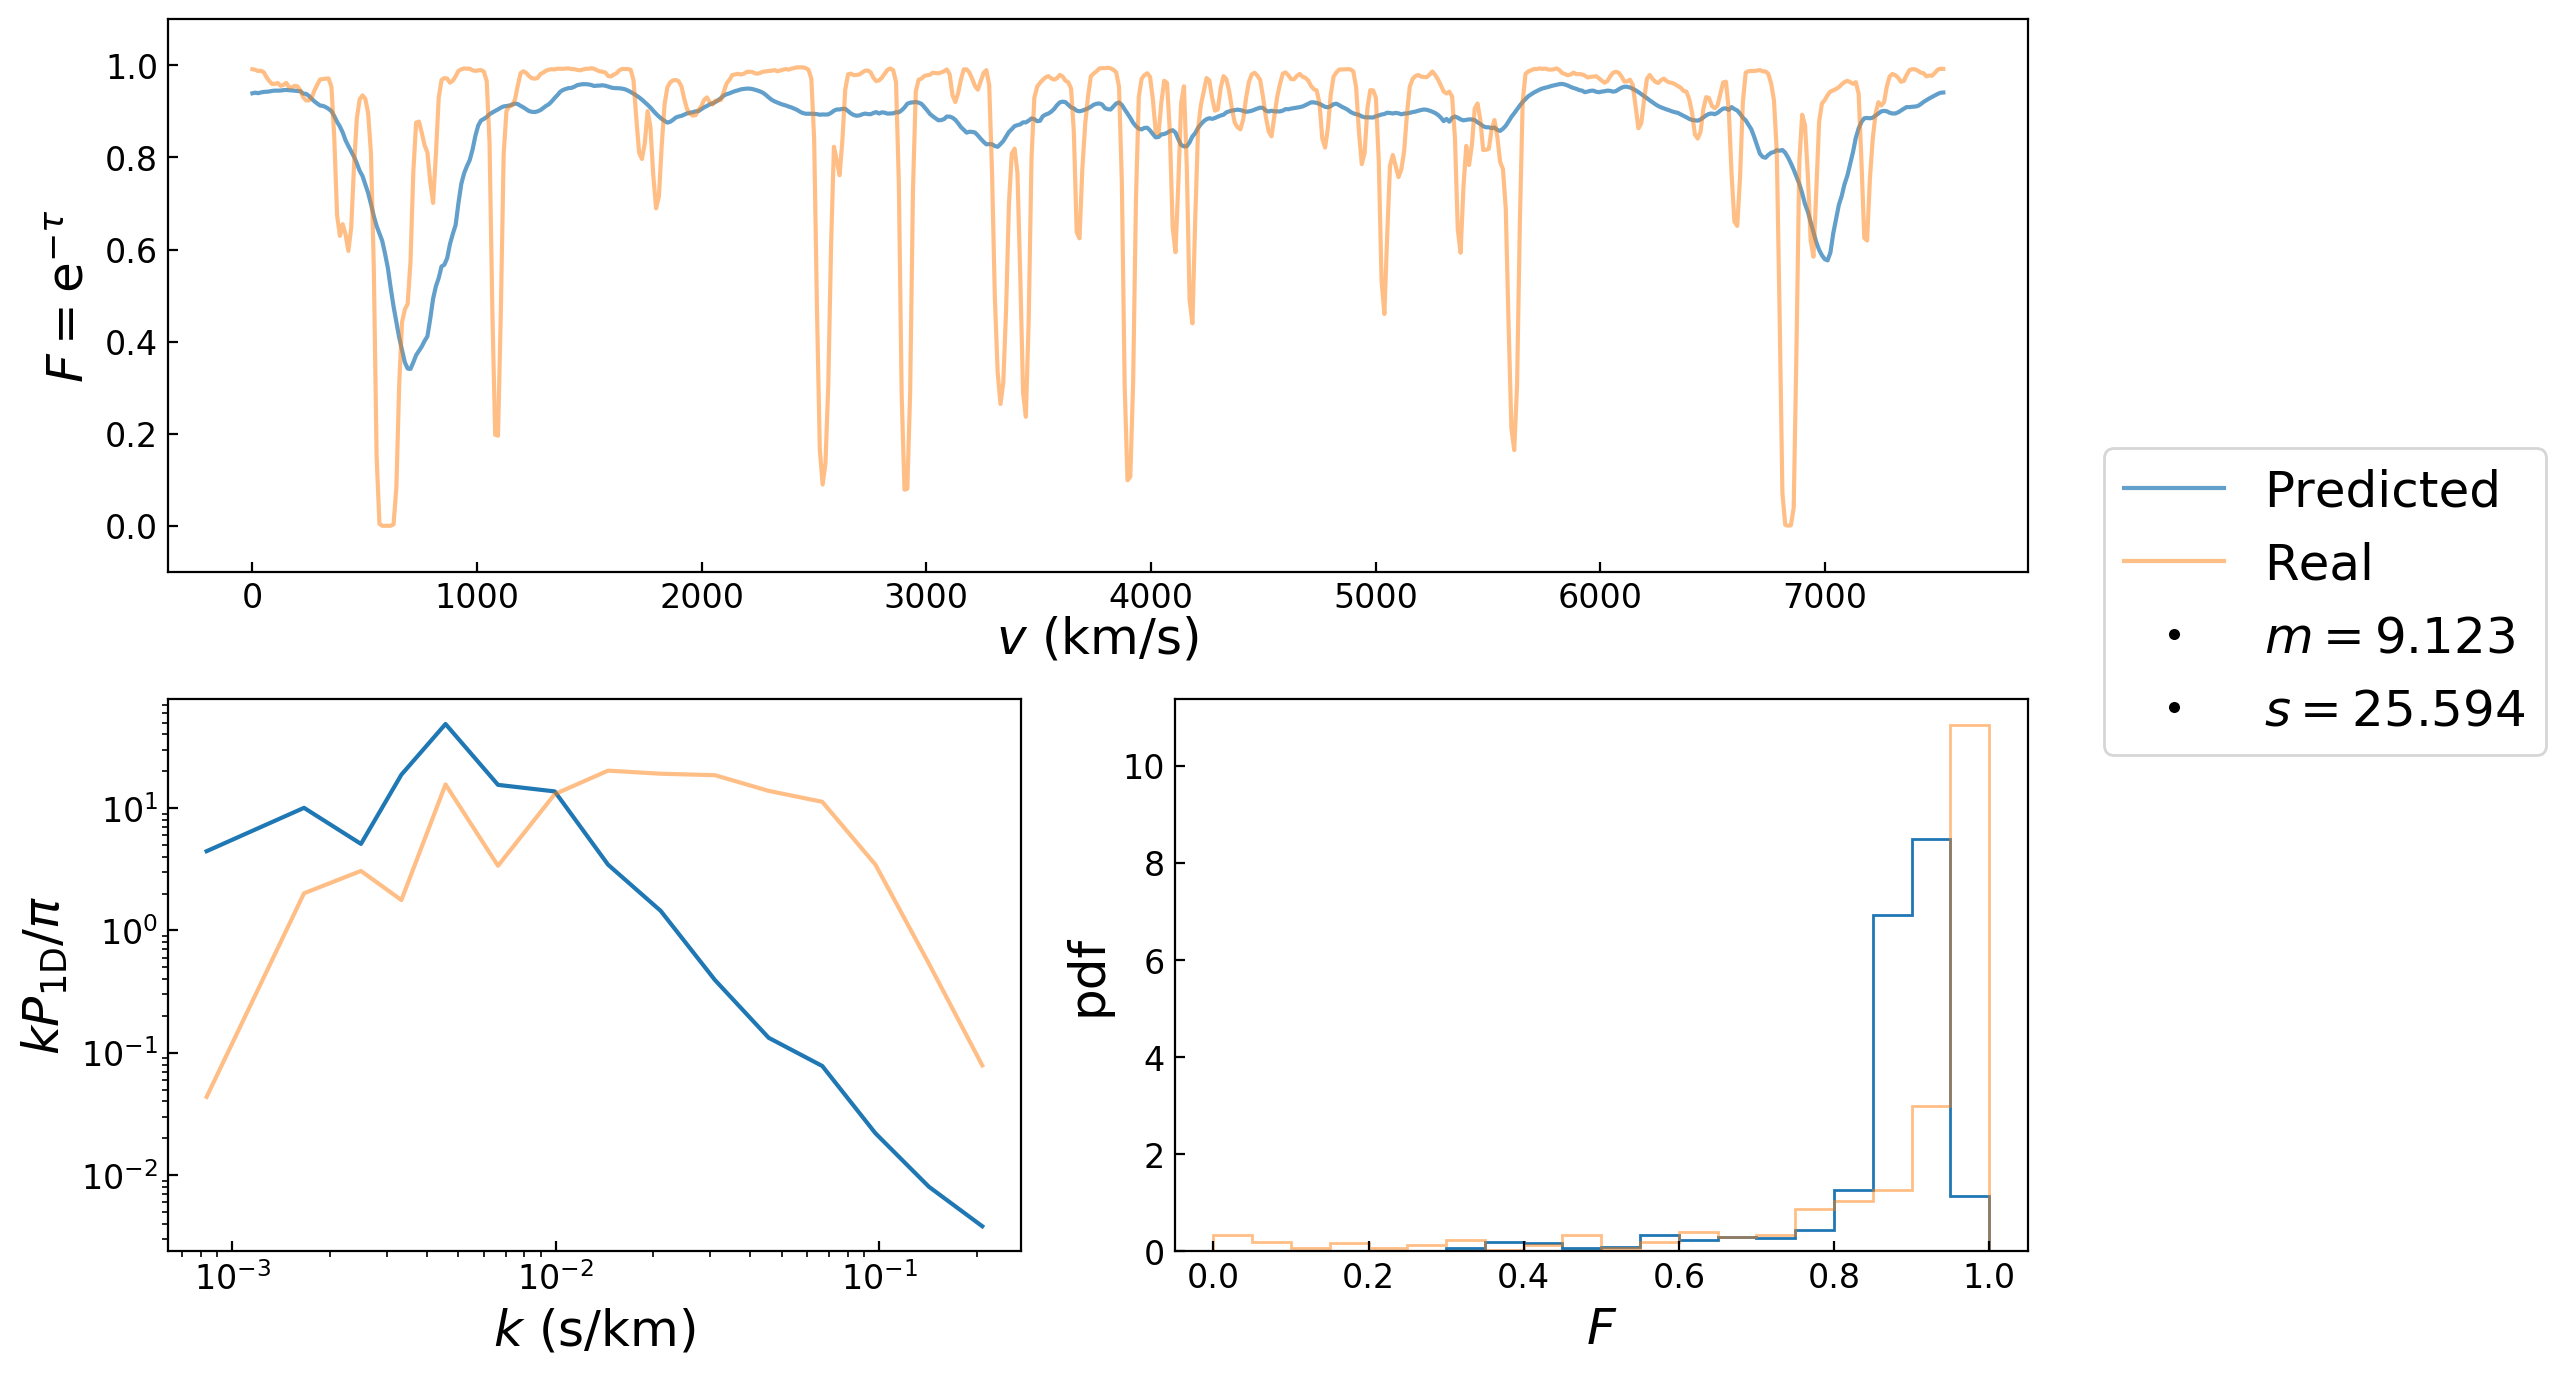 F = e^{−τ}
1.0
0.8
0.6
0.4
0.2
0.0
0 1000 2000 3000 4000 5000 6000 7000
v (km/s)
Predicted
Real
m = 9.123
s = 25.594
kP_{1D}/π
10^1
10^0
10^{−1}
10^{−2}
10^{−3} 10^{−2} 10^{−1}
k (s/km)
pdf
10
8
6
4
2
0
0.0 0.2 0.4 0.6 0.8 1.0
F